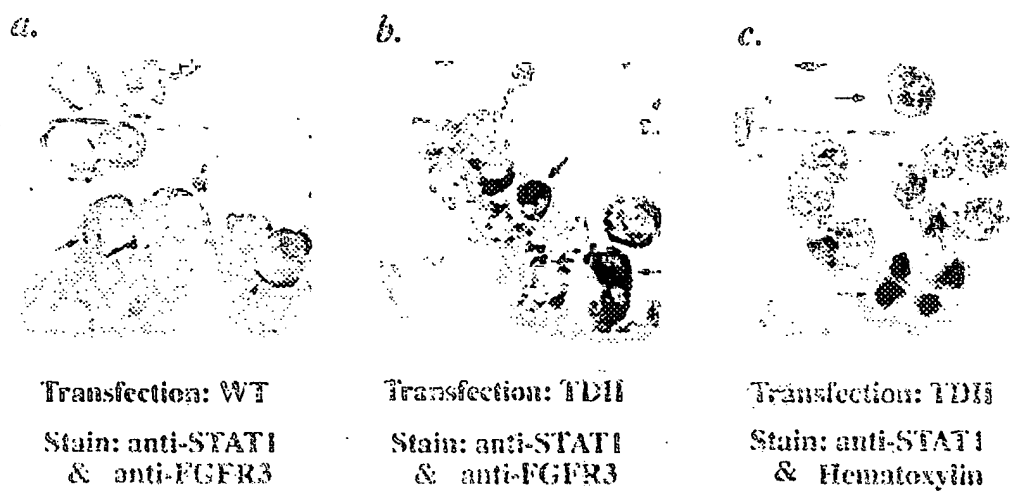 a.
b.
c.
Transfection: WT
Stain: anti-STAT1
& anti-FGFR3
Transfection: TDII
Stain: anti-STAT1
& anti-FGFR3
Transfection: TDII
Stain: anti-STAT1
& Hematoxylin